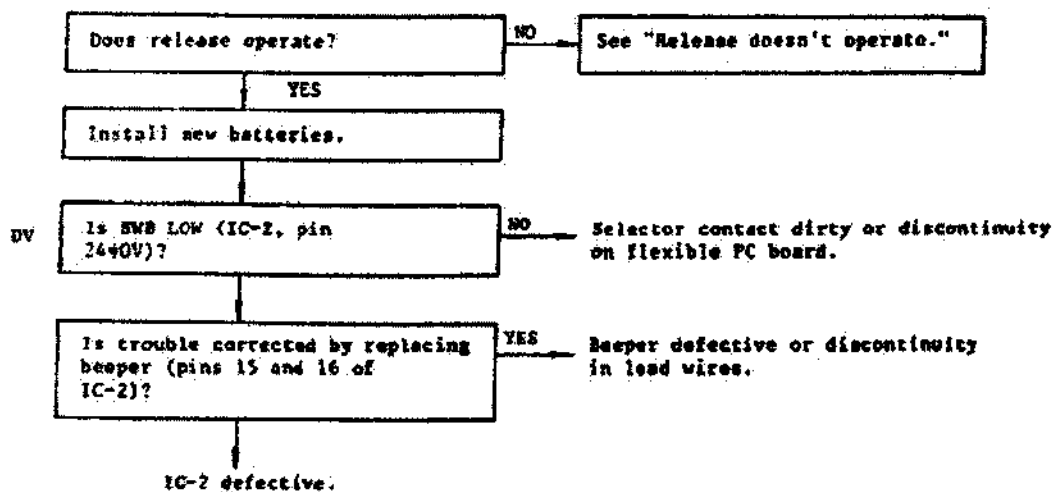 Does release operate?
NO
See "Release doesn't operate."
YES
Install new batteries.
DV
Is SWB LOW (IC-2, pin
24≤0V)?
NO
Selector contact dirty or discontinuity
on flexible PC board.
Is trouble corrected by replacing
beeper (pins 15 and 16 of
IC-2)?
YES
Beeper defective or discontinuity
in lead wires.
IC-2 defective.